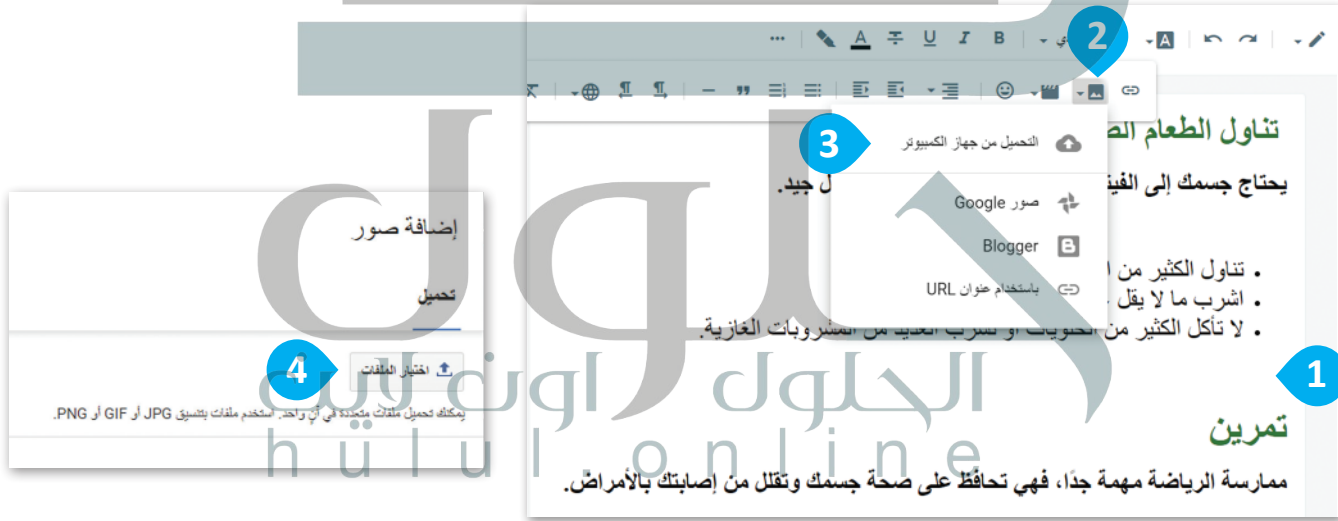 2
3
التحميل من جهاز الكمبيوتر
صور Google
Blogger
باستخدام عنوان URL
تناول الطعام
يحتاج جسمك إلى
جيد.
• تناول الكثير من
• اشرب ما لا يقل
• لا تأكل الكثير من الحلويات أو تشرب العديد من المشروبات الغازية.
1
تمرين
ممارسة الرياضة مهمة جدًا، فهي تحافظ على صحة جسمك وتقلل من إصابتك بالأمراض.
إضافة صور
تحميل
4
اختيار الملفات
يمكنك تحميل ملفات متعددة في آنٍ واحد. استخدم ملفات بتنسيق JPG أو GIF أو PNG.
حلول
الحلول اون لاين
hülul.online